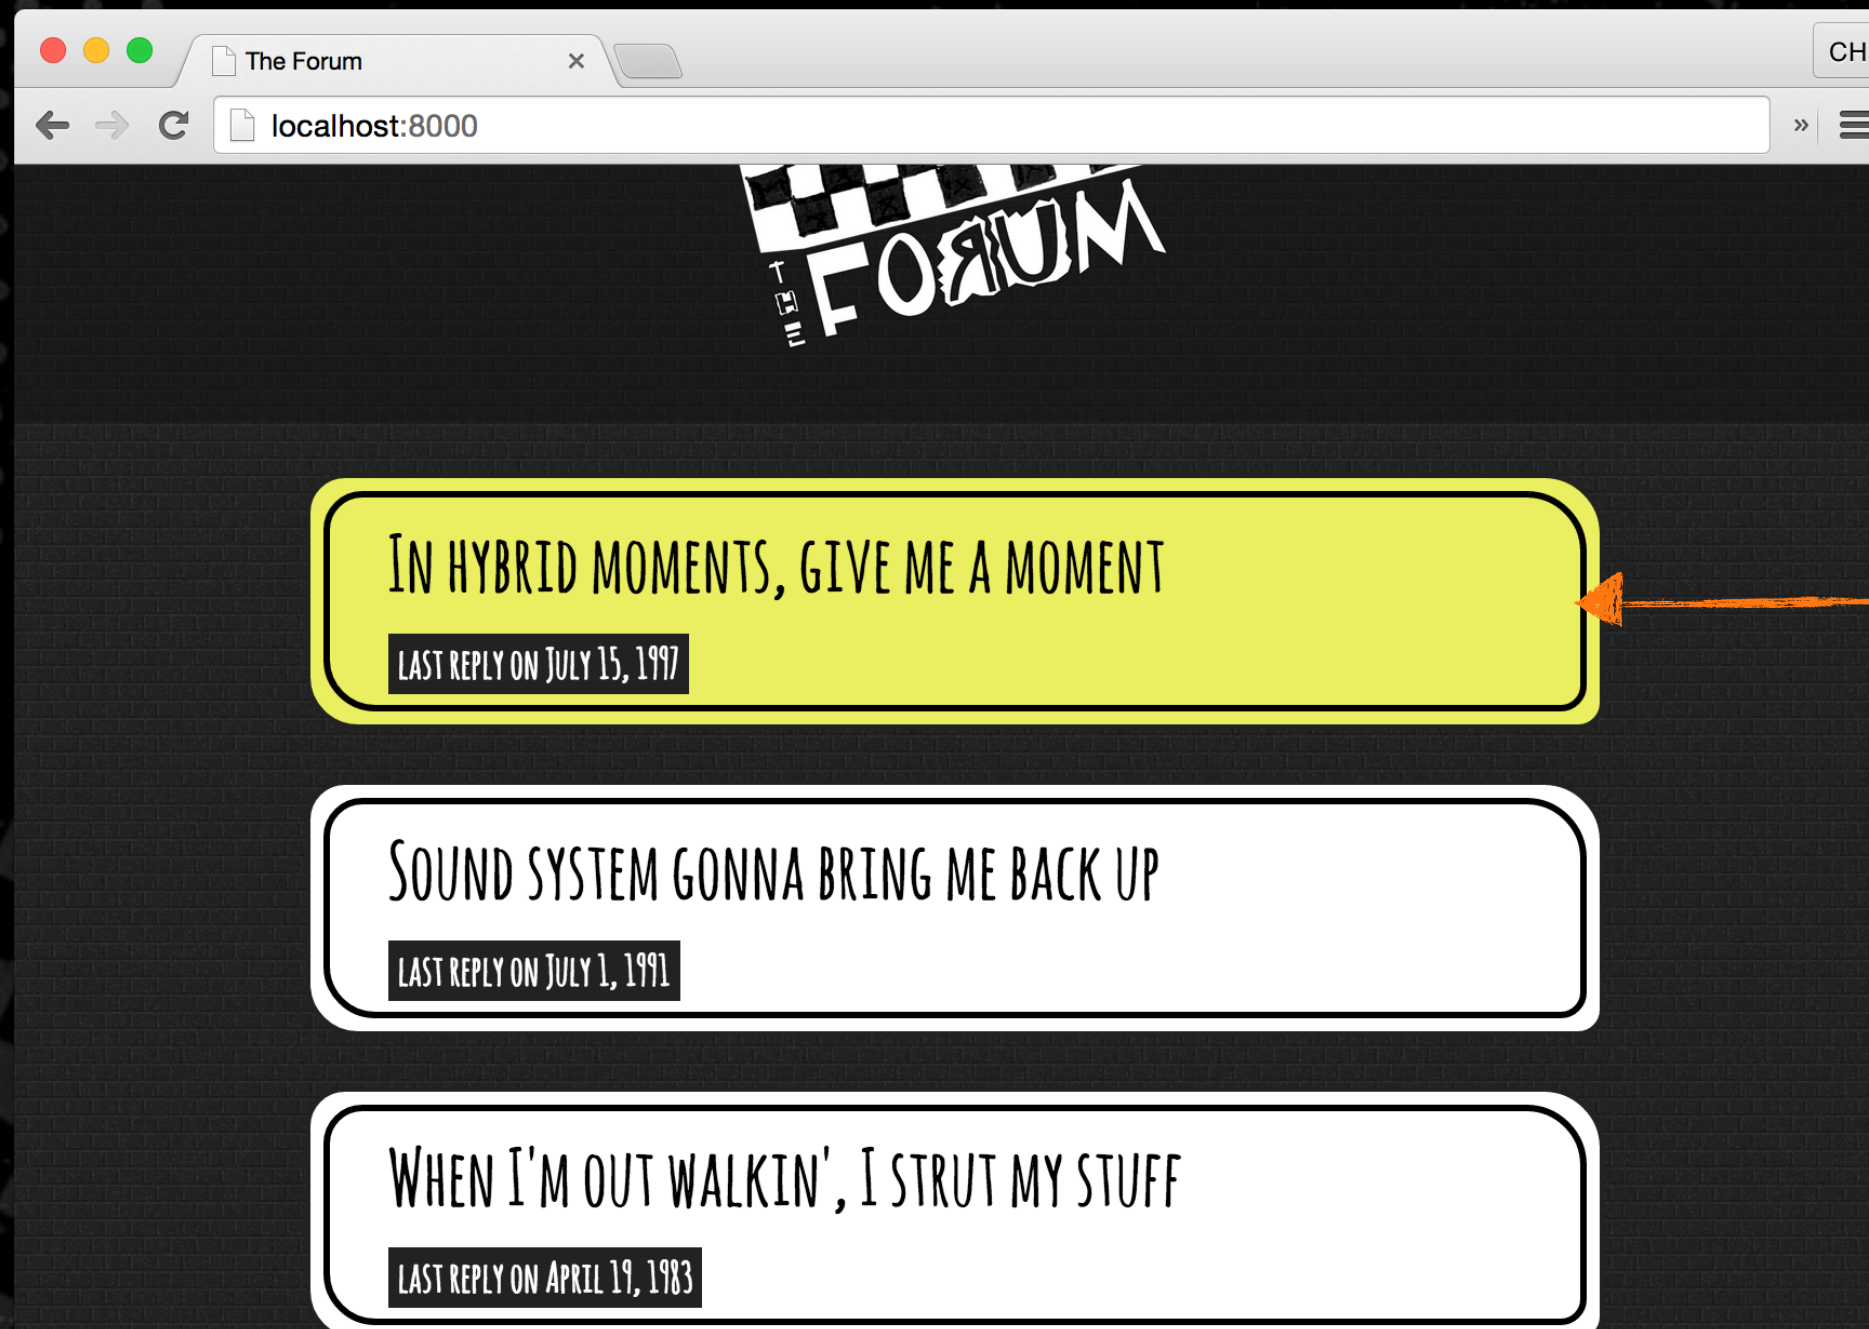 The Forum
CH
localhost:8000
THE FORUM
In hybrid moments, give me a moment
last reply on July 15, 1997
Sound system gonna bring me back up
last reply on July 1, 1991
When I'm out walkin', I strut my stuff
last reply on April 19, 1983